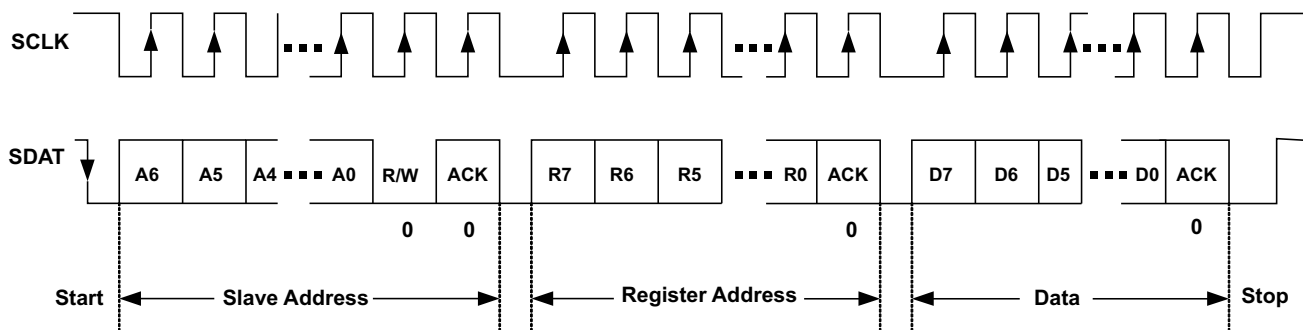 SCLK
SDAT
A6 A5 A4 A0 R/W ACK R7 R6 R5 R0 ACK D7 D6 D5 D0 ACK
0 0 0 0
Start Slave Address Register Address Data Stop